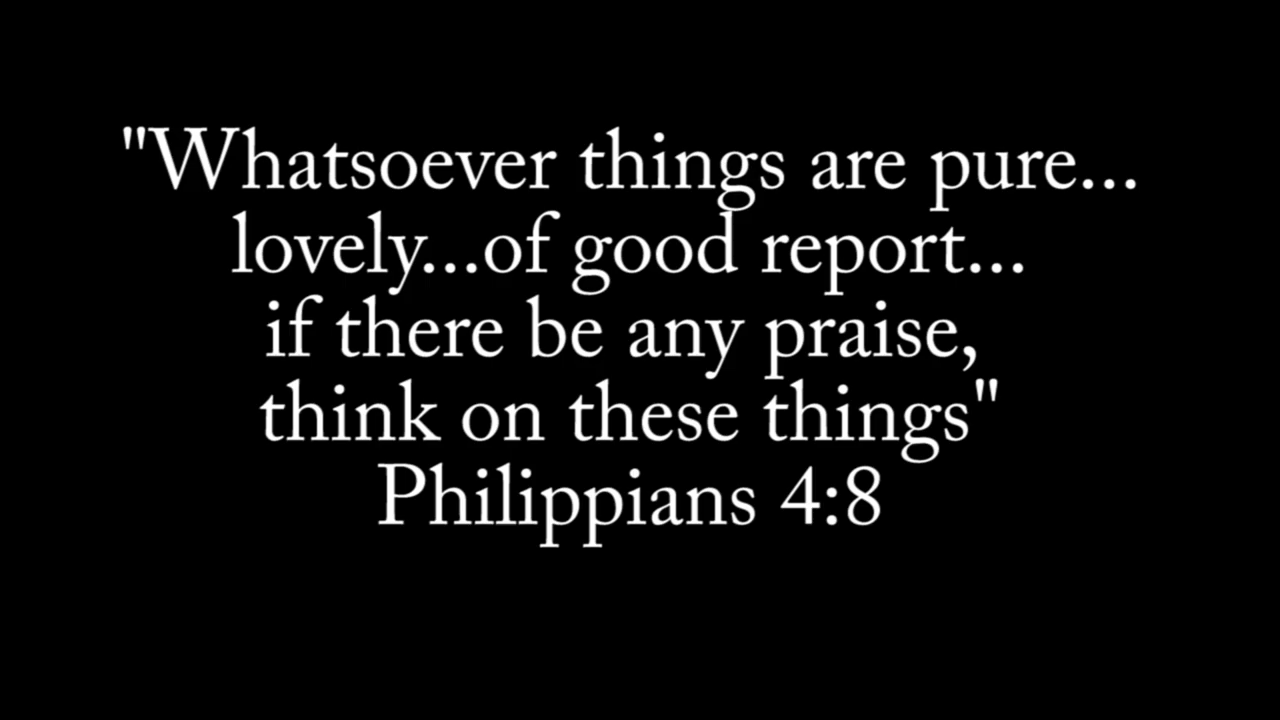 "Whatsoever things are pure...
lovely...of good report...
if there be any praise,
think on these things"
Philippians 4:8